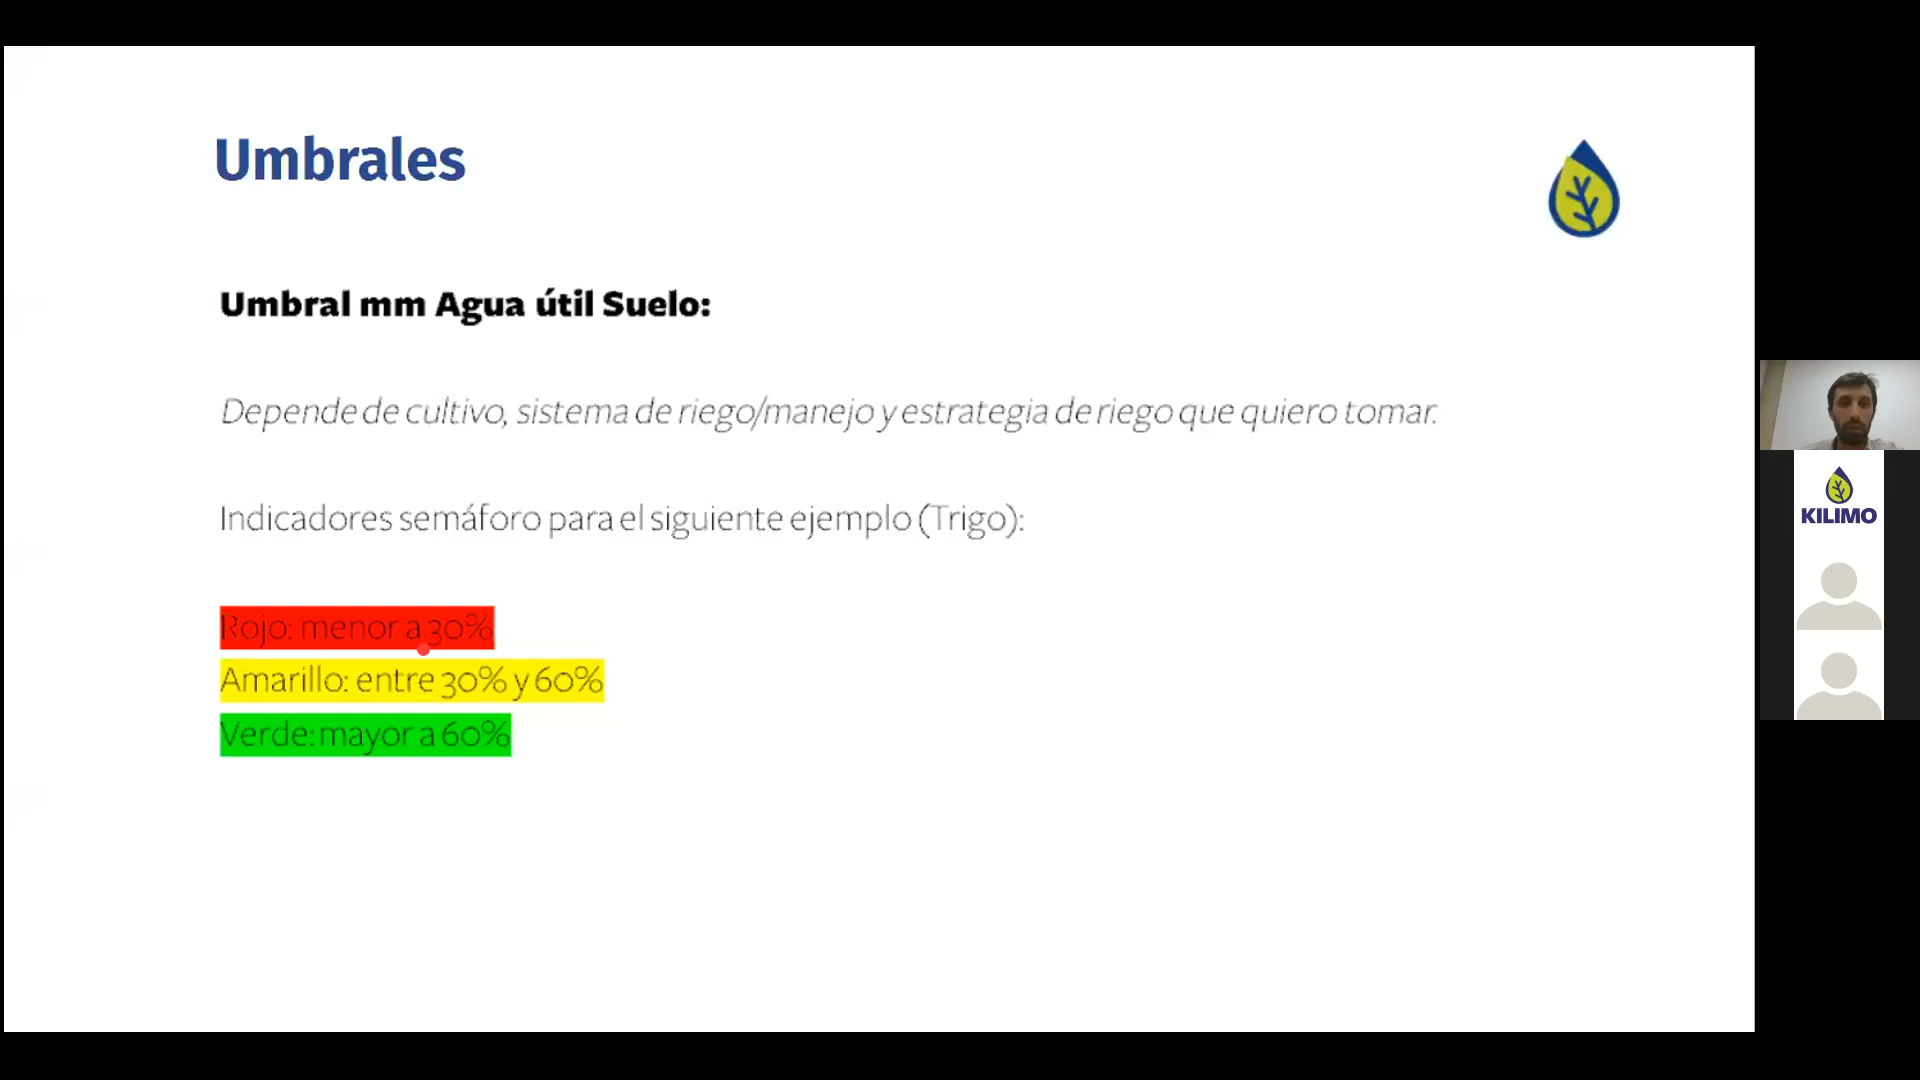 Umbrales
Umbral mm Agua útil Suelo:
Depende de cultivo, sistema de riego/manejo y estrategia de riego que quiero tomar.
Indicadores semáforo para el siguiente ejemplo (Trigo):
Rojo: menor a 30%
Amarillo: entre 30% y 60%
Verde: mayor a 60%
KILIMO